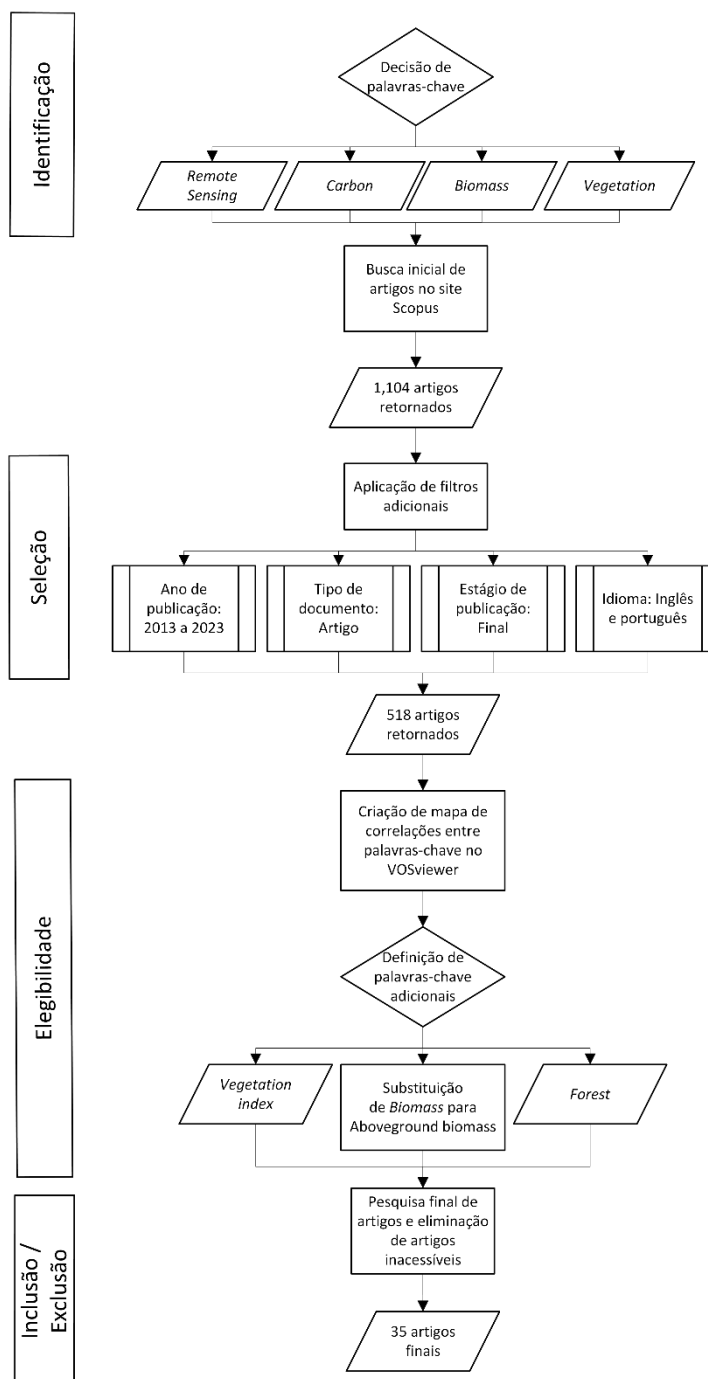 Identificação
Decisão de
palavras-chave
Remote
Sensing
Carbon
Biomass
Vegetation
Busca inicial de
artigos no site
Scopus
1,104 artigos
retornados
Seleção
Aplicação de filtros
adicionais
Ano de
publicação:
2013 a 2023
Tipo de
documento:
Artigo
Estágio de
publicação:
Final
Idioma: Inglês
e português
518 artigos
retornados
Elegibilidade
Criação de mapa de
correlações entre
palavras-chave no
VOSviewer
Definição de
palavras-chave
adicionais
Vegetation
index
Substituição
de Biomass para
Aboveground biomass
Forest
Inclusão /
Exclusão
Pesquisa final de
artigos e eliminação
de artigos
inacessíveis
35 artigos
finais